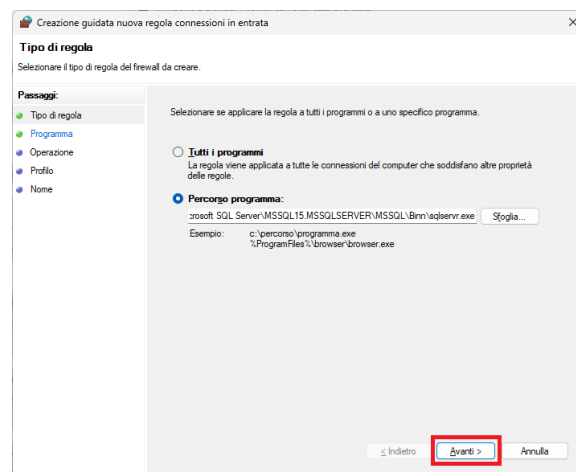 Creazione guidata nuova regola connessioni in entrata
Tipo di regola
Selezionare il tipo di regola del firewall da creare.
Passaggi:
Tipo di regola
Programma
Operazione
Profilo
Nome
Selezionare se applicare la regola a tutti i programmi o a uno specifico programma.
Tutti i programmi
La regola viene applicata a tutte le connessioni del computer che soddisfano altre proprietà
delle regole.
Percorso programma:
crosoft SQL Server\MSSQL15.MSSQLSERVER\MSSQL\Binn\sqlservr.exe
Sfoglia...
Esempio: c:\percorso\programma.exe
%ProgramFiles%\browser\browser.exe
< Indietro
Avanti >
Annulla